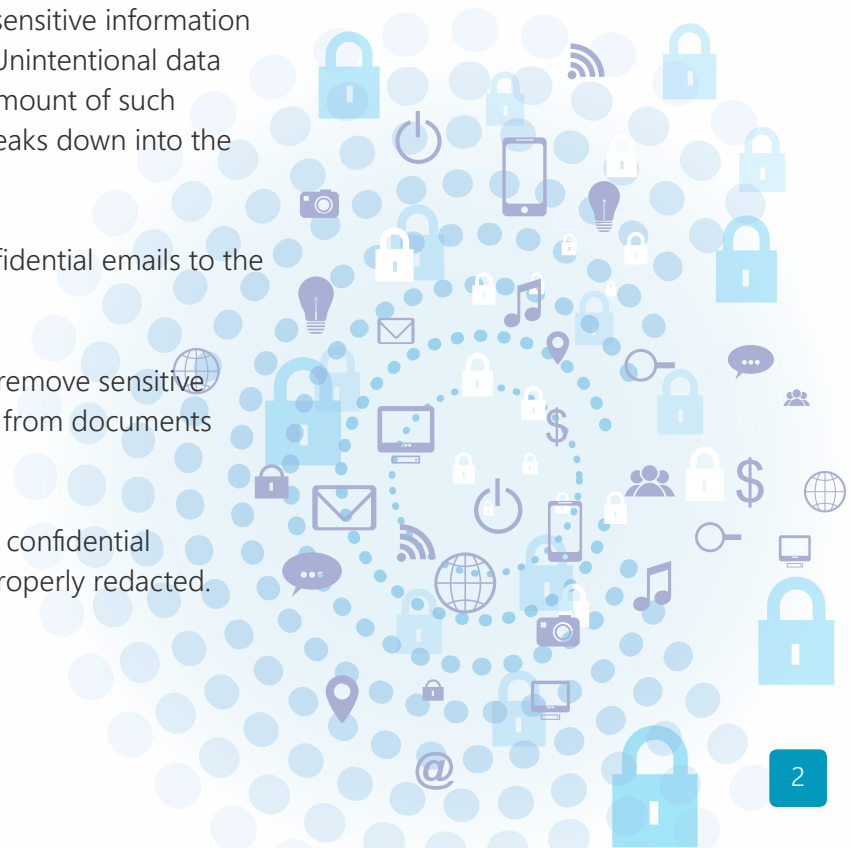 sensitive information
Unintentional data
mount of such
eaks down into the
fidential emails to the
remove sensitive
from documents
confidential
roperly redacted.
$
$
@
2